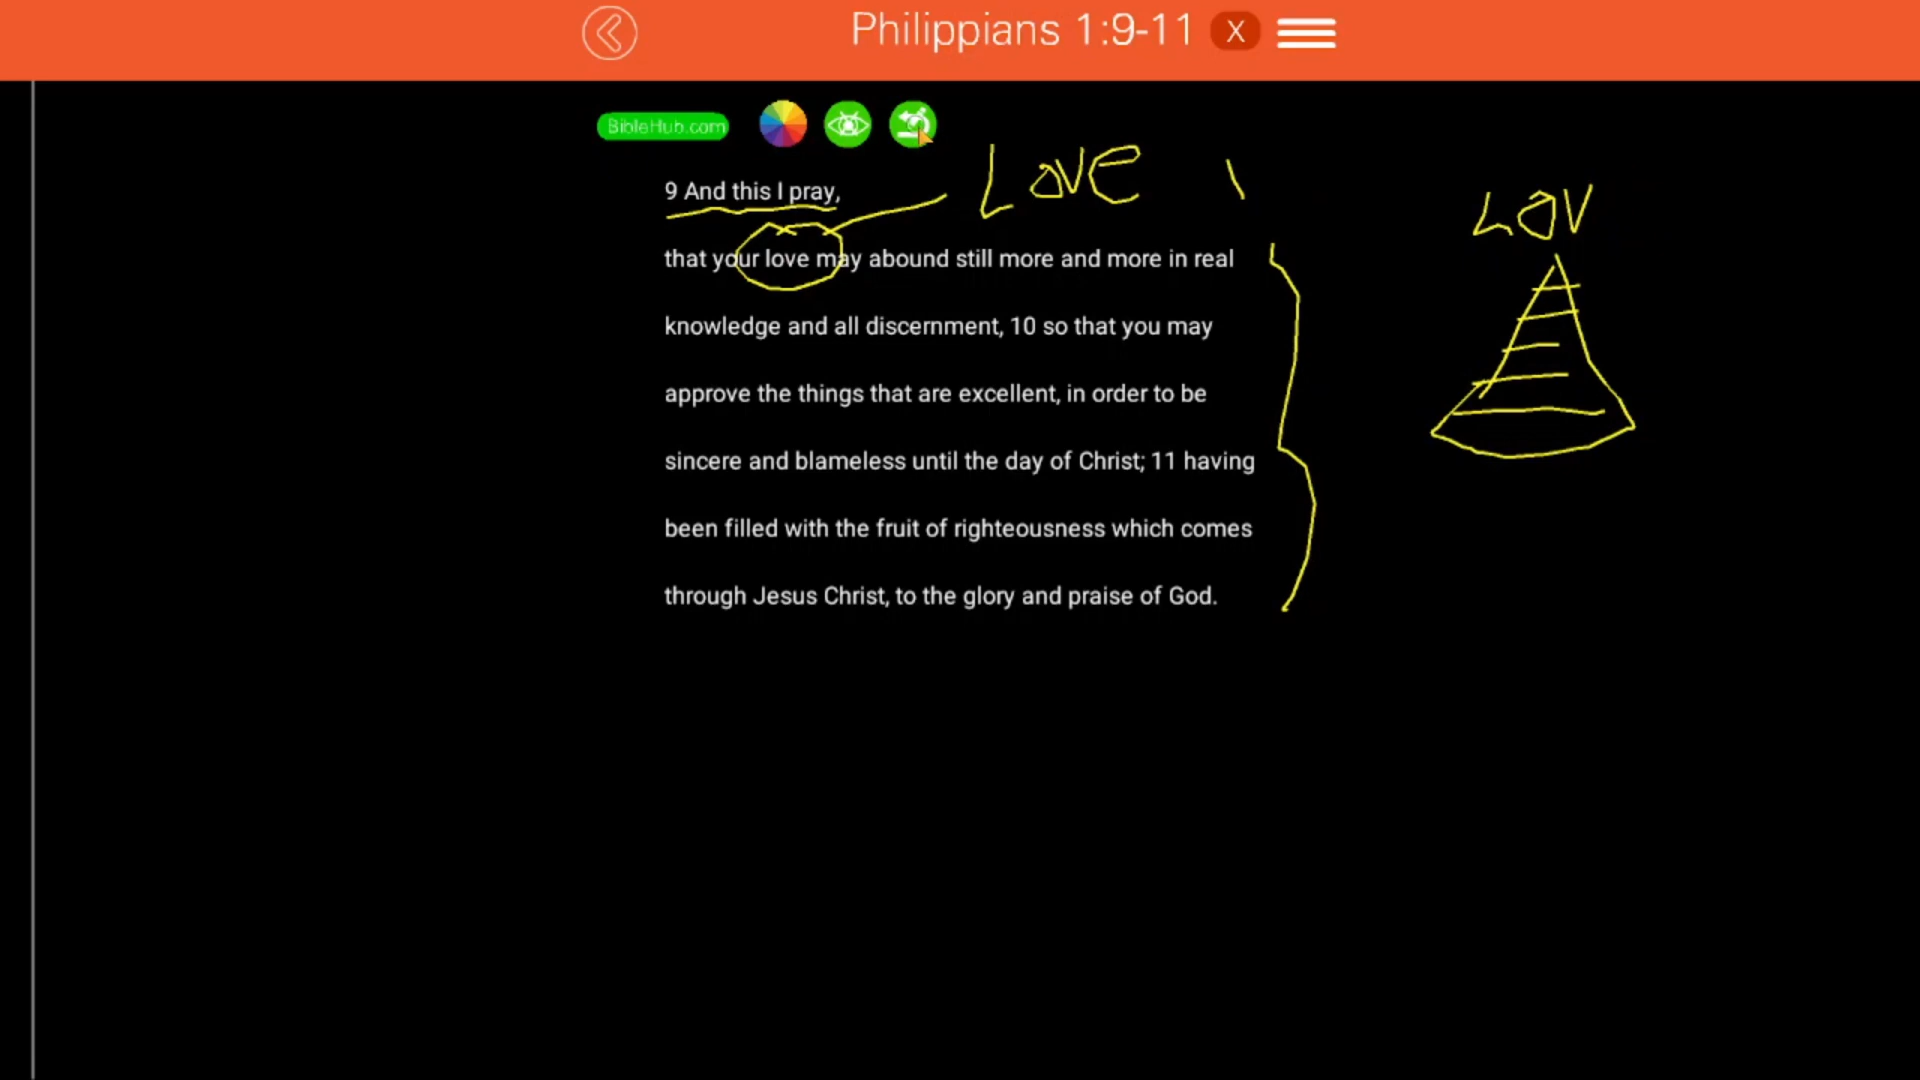 Philippians 1:9-11 X
BibleHub.com
LOVE
LOV
9 And this I pray,
that your love may abound still more and more in real
knowledge and all discernment, 10 so that you may
approve the things that are excellent, in order to be
sincere and blameless until the day of Christ; 11 having
been filled with the fruit of righteousness which comes
through Jesus Christ, to the glory and praise of God.